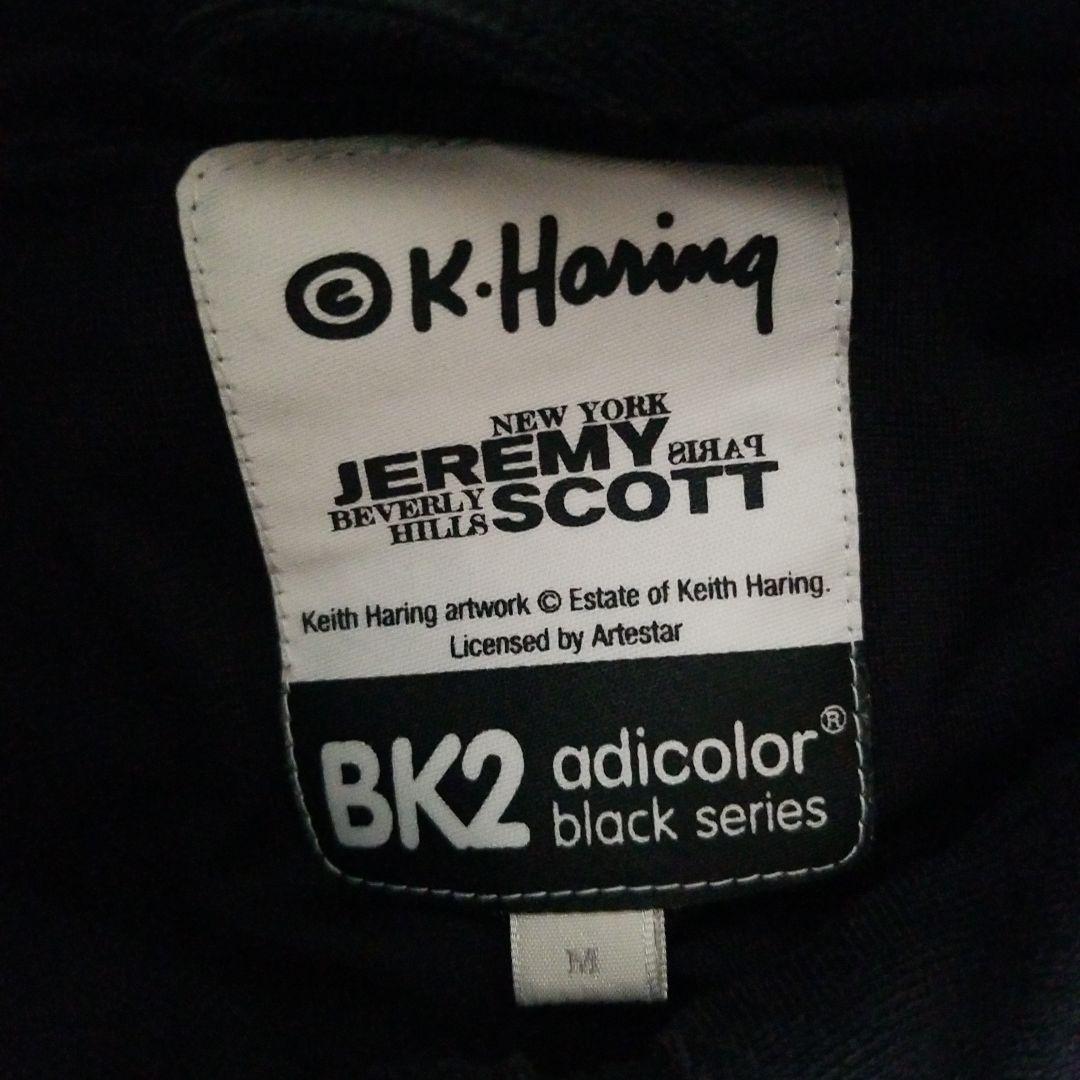 © K·Haring
NEW YORK
JEREMY PARIS
BEVERLY SCOTT
HILLS
Keith Haring artwork © Estate of Keith Haring.
Licensed by Artestar
BK2 adicolor®
black series
M